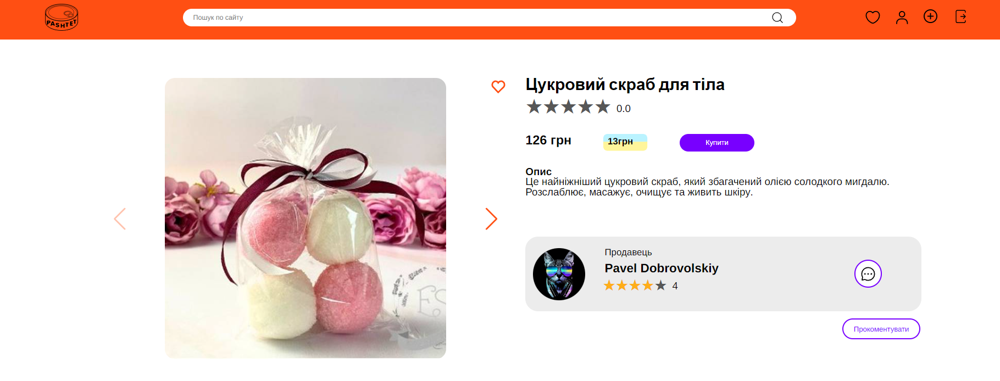 PASHTET
Пошук по сайту
Цукровий скраб для тіла
0.0
126 грн
13грн
Купити
Опис
Це найніжніший цукровий скраб, який збагачений олією солодкого мигдалю.
Розслаблює, масажує, очищує та живить шкіру.
Продавець
Pavel Dobrovolskiy
4
Прокоментувати